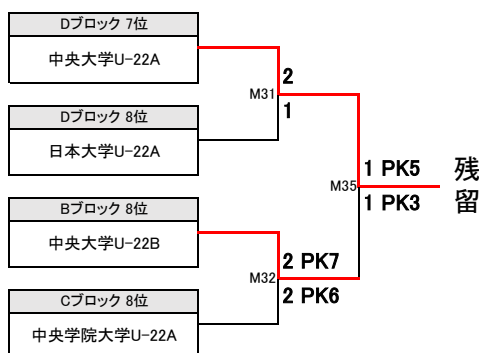 Dブロック 7位
中央大学U-22A
2
M31
1
Dブロック 8位
日本大学U-22A
1 PK5
M35
1 PK3
残
留
Bブロック 8位
中央大学U-22B
2 PK7
M32
2 PK6
Cブロック 8位
中央学院大学U-22A